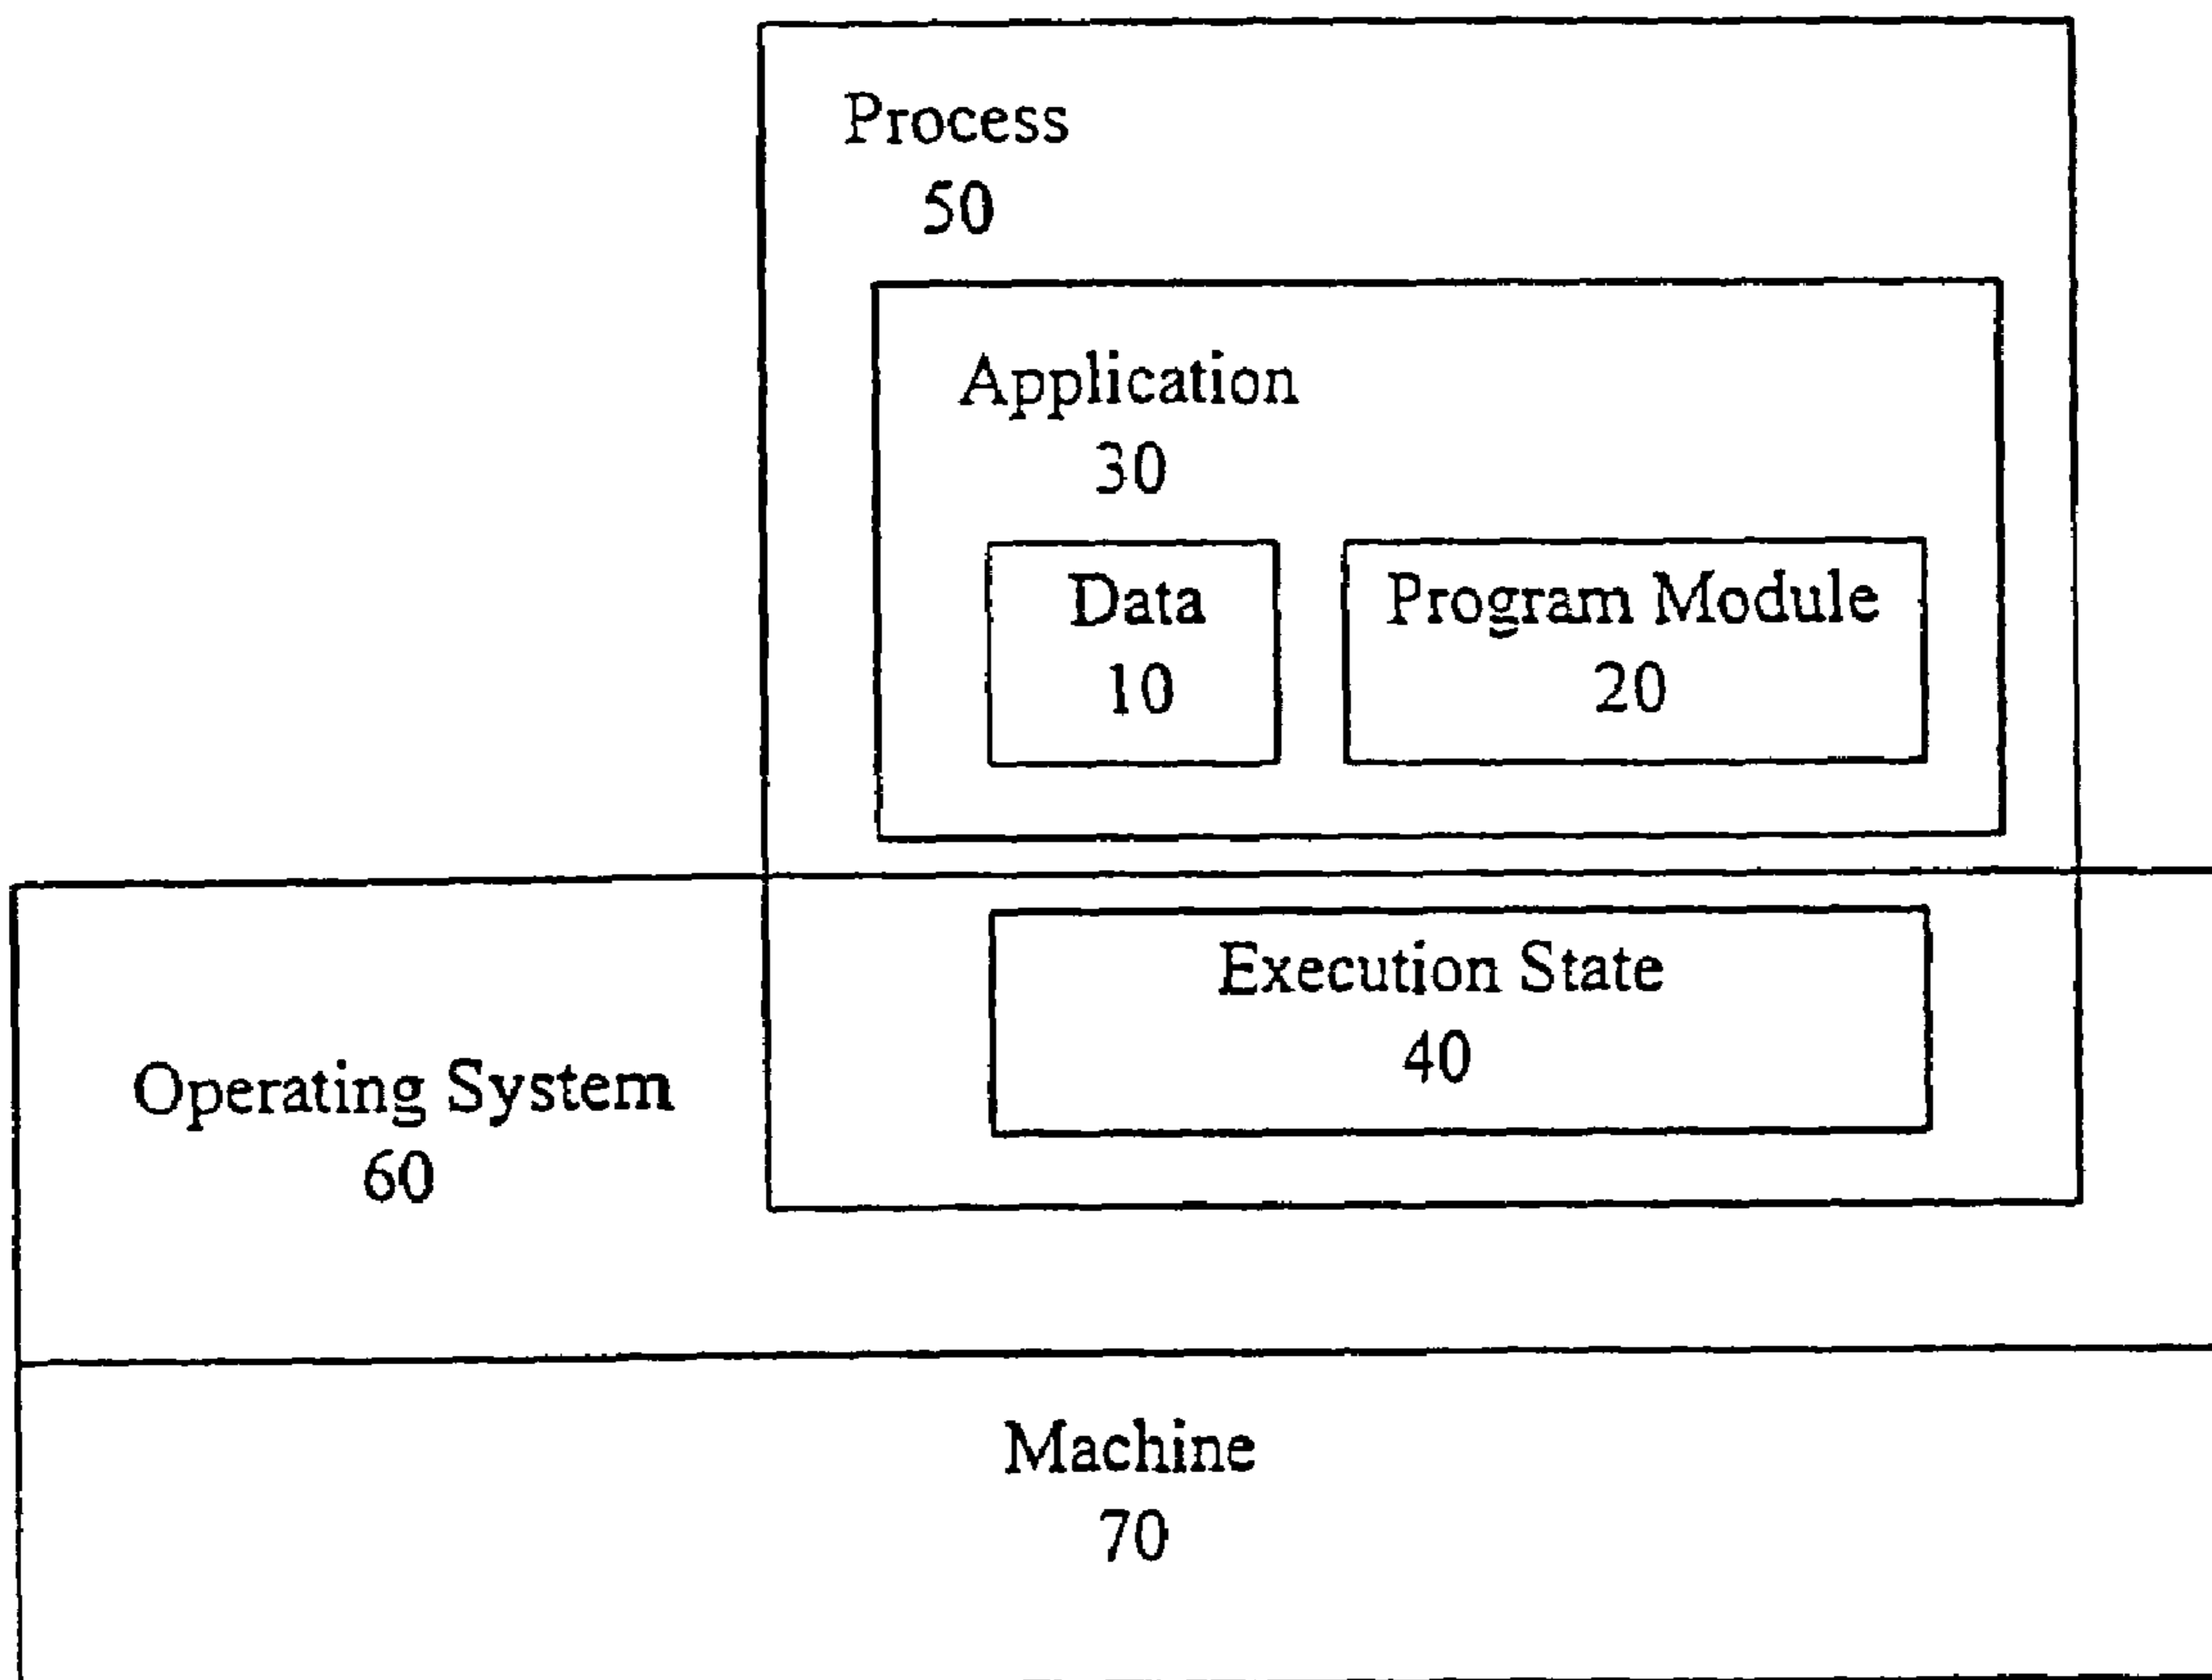 Process
50
Application
30
Data
10
Program Module
20
Execution State
40
Operating System
60
Machine
70